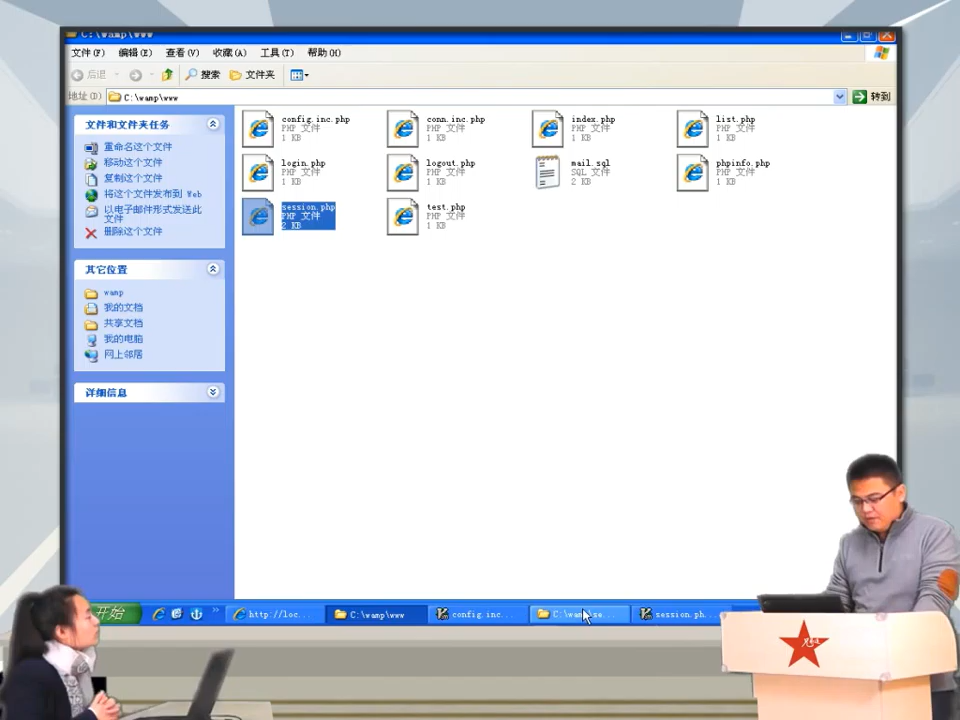 C:\wamp\www
文件(F) 编辑(E) 查看(V) 收藏(A) 工具(T) 帮助(H)
后退 搜索 文件夹
地址(D) C:\wamp\www 转到
文件和文件夹任务
重命名这个文件
移动这个文件
复制这个文件
将这个文件发布到 Web
以电子邮件形式发送此
文件
删除这个文件
其它位置
wamp
我的文档
共享文档
我的电脑
网上邻居
详细信息
config.inc.php
PHP 文件
1 KB
conn.inc.php
PHP 文件
1 KB
index.php
PHP 文件
1 KB
list.php
PHP 文件
1 KB
login.php
PHP 文件
1 KB
logout.php
PHP 文件
1 KB
mail.sql
SQL 文件
2 KB
phpinfo.php
PHP 文件
1 KB
session.php
PHP 文件
2 KB
test.php
PHP 文件
1 KB
开始 http://loc... C:\wamp\www config.inc... session.ph...